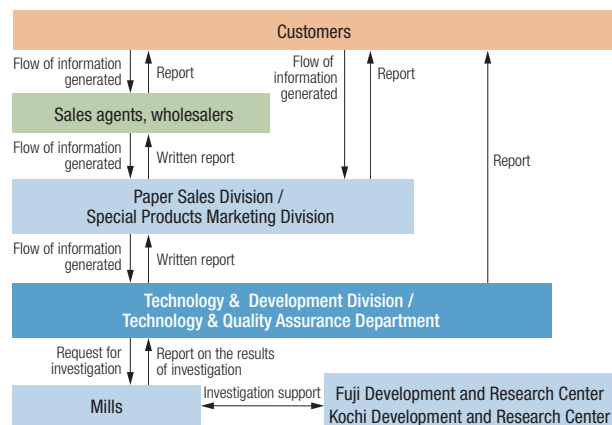 Customers
Flow of information
generated
Report
Flow of
information
generated
Report
Report
Sales agents, wholesalers
Flow of information
generated
Written report
Paper Sales Division /
Special Products Marketing Division
Flow of information
generated
Written report
Technology & Development Division /
Technology & Quality Assurance Department
Request for
investigation
Report on the results
of investigation
Mills
Investigation support
Fuji Development and Research Center
Kochi Development and Research Center